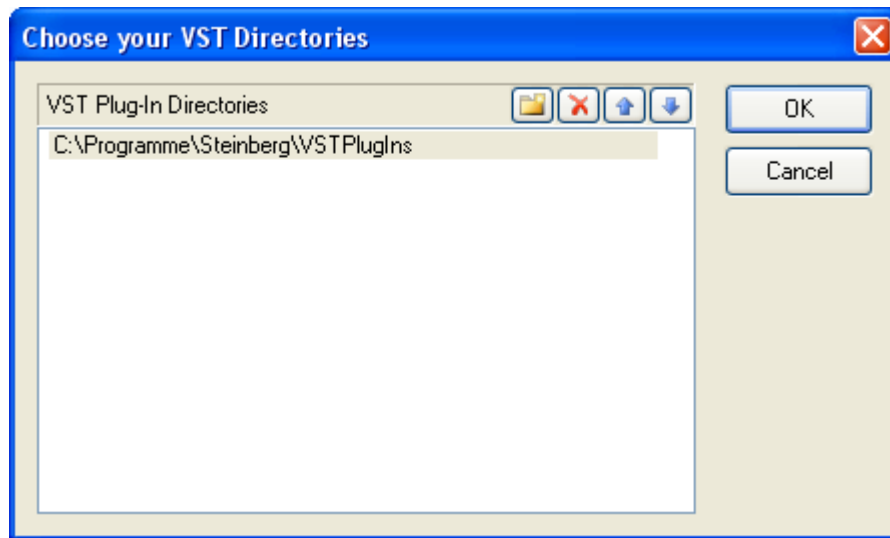 Choose your VST Directories
VST Plug-In Directories
OK
C:\Programme\Steinberg\VSTPlugIns
Cancel